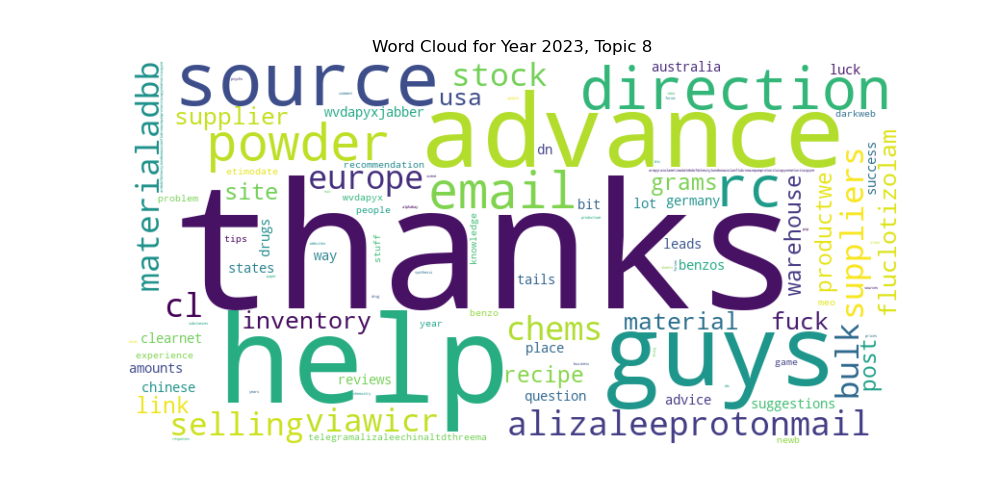 Word Cloud for Year 2023, Topic 8
source
stock
direction
australia
luck
usa
supplier
wvdapyxjabber
darkweb
advance
powder
dn
materialadbb
etimodate
recommendation
europe
email
site
grams
rc
germany
bit
lot
problem
wvdapyx
people
success
suppliers
fluclotizolam
productwe
warehouse
thanks
tips
drugs
way
stuff
knowledge
leads
states
tails
benzos
cl
meo
inventory
year
benzo
chems
material
fuck
clearnet
help
guys
experience
place
bulk
post
amounts
game
chinese
reviews
recipe
question
advice
suggestions
link
selling
viawicr
alizaleeprotonmail
telegramalizaleechinaltdthreema
newb